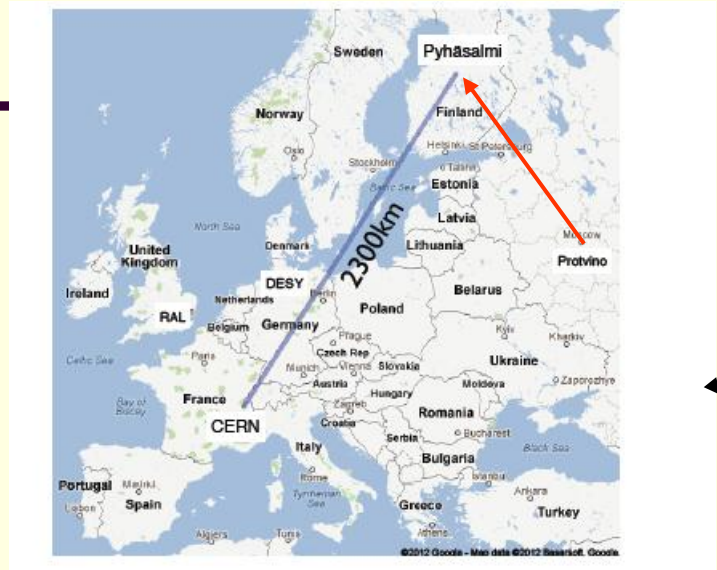 Sweden
Pyhäsalmi
Norway
Finland
Oslo
Helsinki
St Petersburg
Stockholm
Tallinn
Baltic Sea
Estonia
North Sea
Latvia
Moscow
Denmark
Lithuania
United
Kingdom
2300km
Protvino
DESY
Ireland
Netherlands
Berlin
Belarus
RAL
Poland
Belgium
Germany
Kyiv
Kharkiv
Prague
Celtic Sea
Paris
Czech Rep
Ukraine
Munich
Vienna
Slovakia
Zaporozhye
Austria
Moldova
Bay of
Biscay
France
Hungary
Zagreb
Romania
CERN
Croatia
Serbia
Bucharest
Italy
Black Sea
Bulgaria
Portugal
Madrid
Rome
Istanbul
Lisbon
Spain
Tyrrhenian
Sea
Ankara
Greece
Turkey
Algiers
Tunis
Athens
©2012 Google - Map data ©2012 Basarsoft, Google,